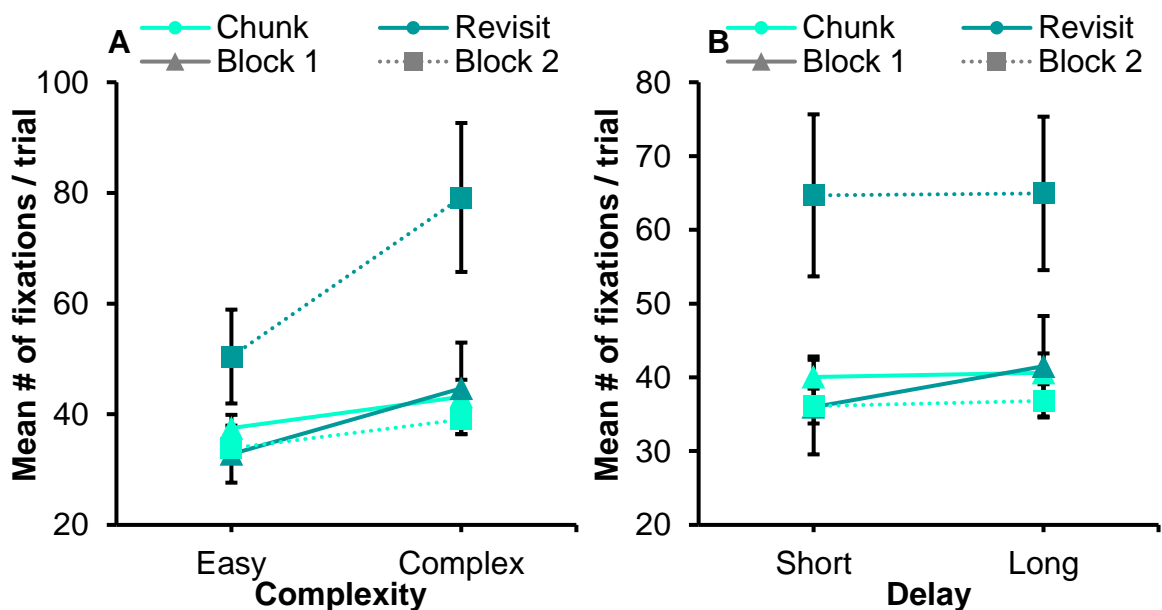 A
Chunk
Revisit
Block 1
Block 2
Mean # of fixations / trial
100
80
60
40
20
Easy
Complex
Complexity
B
Chunk
Revisit
Block 1
Block 2
Mean # of fixations / trial
80
70
60
50
40
30
20
Short
Long
Delay